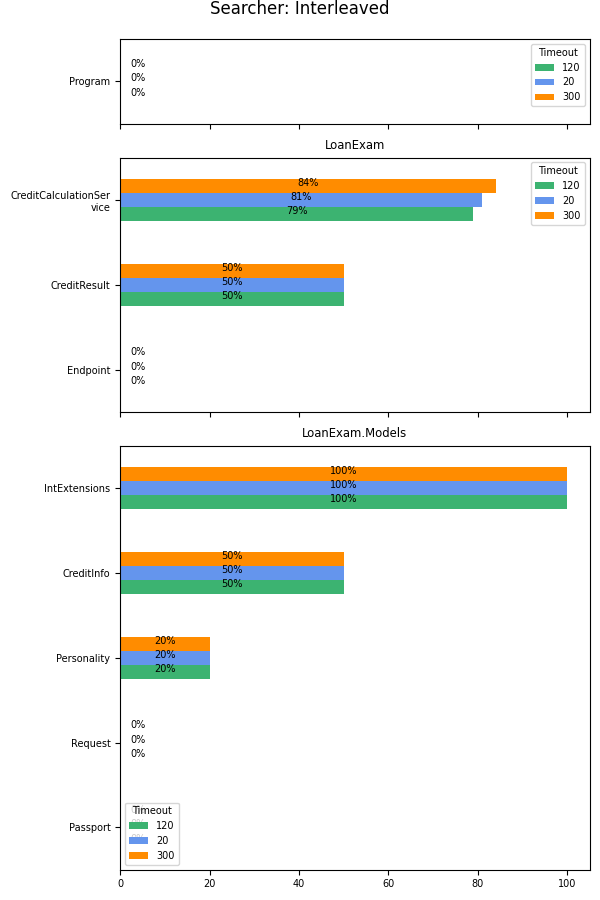 Searcher: Interleaved
Program
0%
0%
0%
Timeout
120
20
300
LoanExam
CreditCalculationSer
vice
84%
81%
79%
Timeout
120
20
300
CreditResult
50%
50%
50%
Endpoint
0%
0%
0%
LoanExam.Models
IntExtensions
100%
100%
100%
CreditInfo
50%
50%
50%
Personality
20%
20%
20%
Request
0%
0%
0%
Passport
Timeout
120
20
300
0 20 40 60 80 100